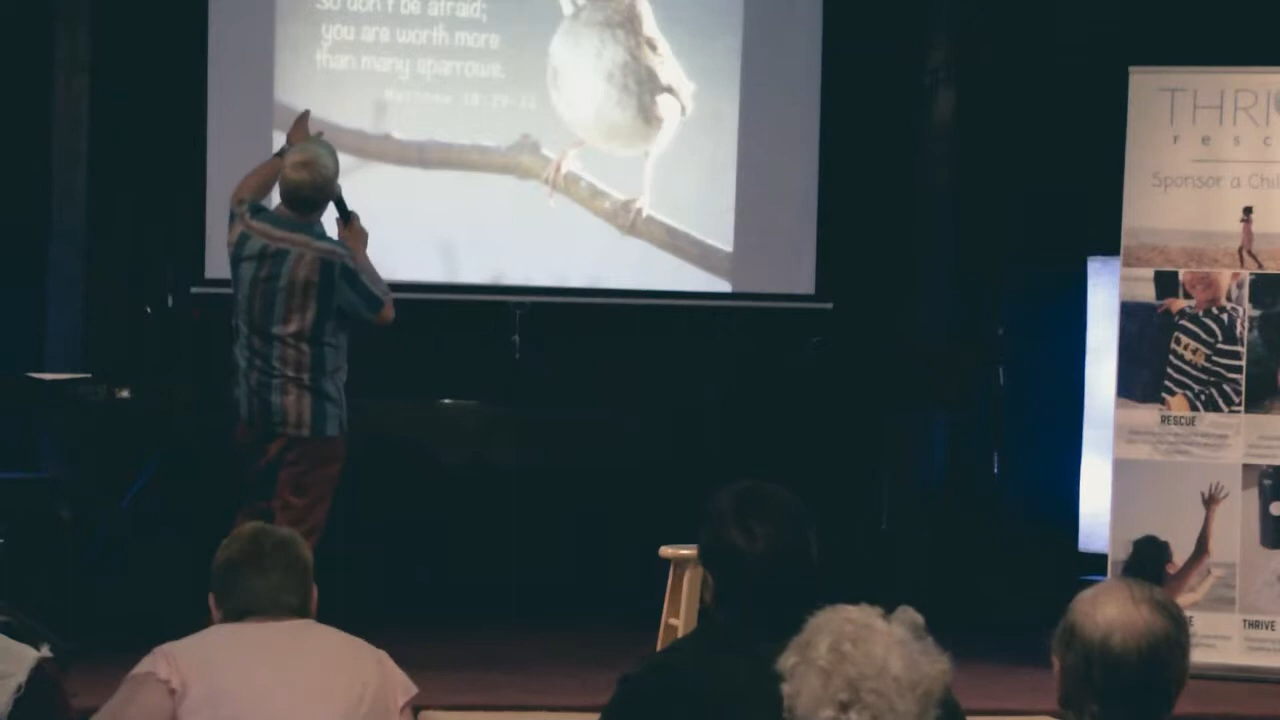 So don't be afraid;
you are worth more
than many sparrows.
Matthew 10:29-31
THRIV
resc
Sponsor a Chil
RESCUE
E
THRIVE